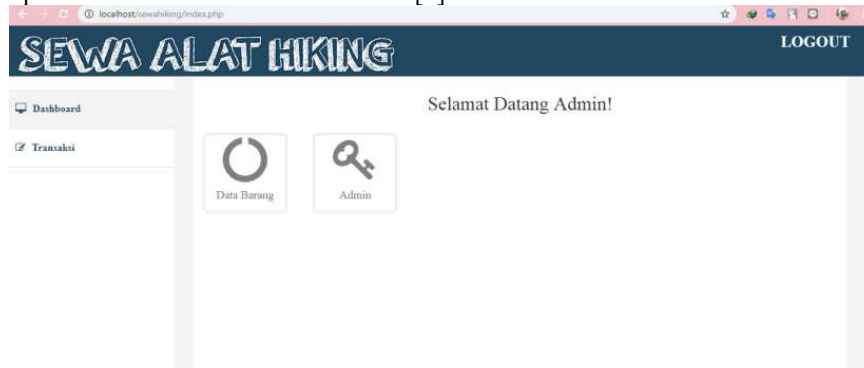 localhost/sewahiking/index.php
SEWA ALAT HIKING
LOGOUT
Dashboard
Selamat Datang Admin!
Transaksi
Data Barang
Admin